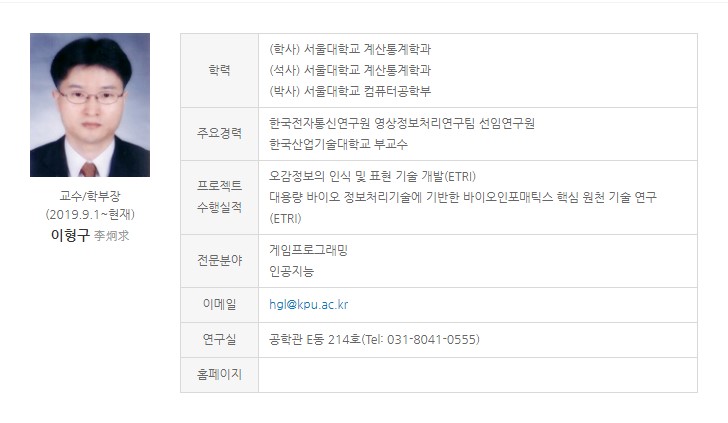 교수/학부장
(2019.9.1~현재)
이형구 李炯求
학력
(학사) 서울대학교 계산통계학과
(석사) 서울대학교 계산통계학과
(박사) 서울대학교 컴퓨터공학부
주요경력
한국전자통신연구원 영상정보처리연구팀 선임연구원
한국산업기술대학교 부교수
프로젝트
수행실적
오감정보의 인식 및 표현 기술 개발(ETRI)
대용량 바이오 정보처리기술에 기반한 바이오인포매틱스 핵심 원천 기술 연구
(ETRI)
전문분야
게임프로그래밍
인공지능
이메일
hgl@kpu.ac.kr
연구실
공학관 E동 214호(Tel: 031-8041-0555)
홈페이지